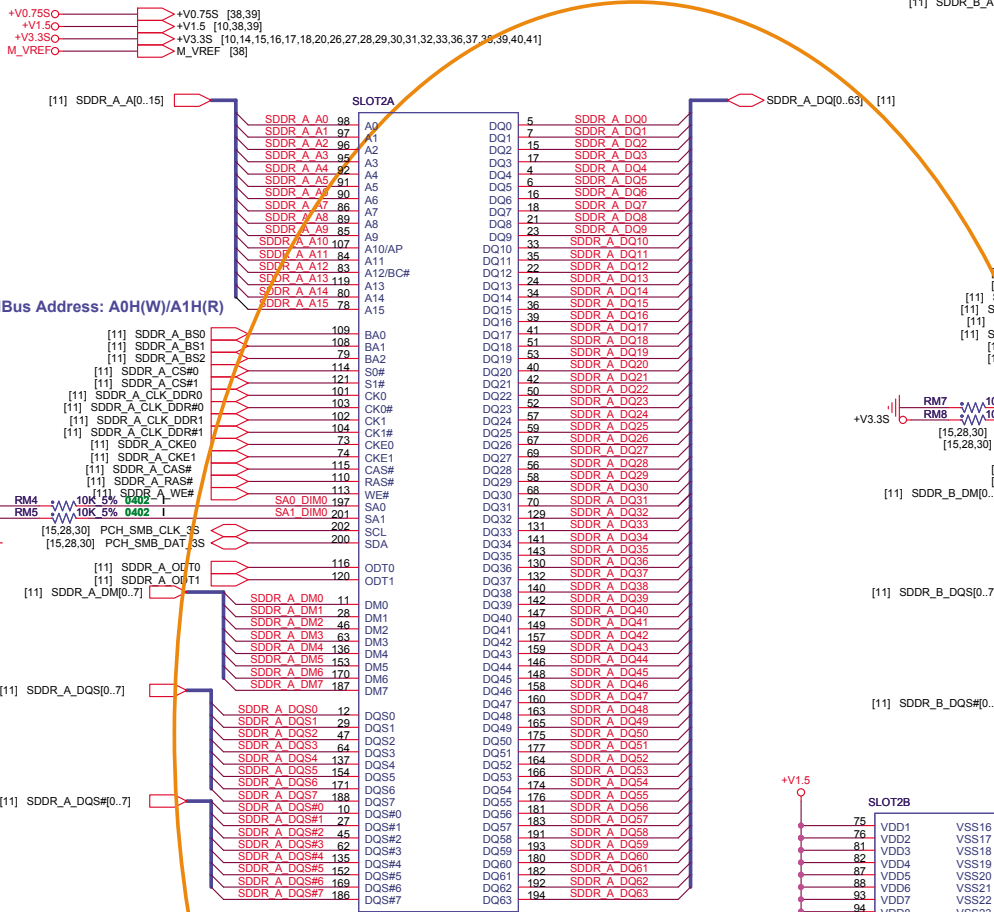 +V0.75S +V0.75S [38,39]
+V1.5 +V1.5 [10,38,39]
+V3.3S +V3.3S [10,14,15,16,17,18,20,26,27,28,29,30,31,32,33,36,37,38,39,40,41]
M_VREF M_VREF [38]
[11] SDDR_B_A
[11] SDDR_A_A[0..15]
SLOT2A
SDDR_A_DQ[0..63] [11]
SDDR_A_A0 98 A0
SDDR_A_A1 97 A1
SDDR_A_A2 96 A2
SDDR_A_A3 95 A3
SDDR_A_A4 92 A4
SDDR_A_A5 91 A5
SDDR_A_A6 90 A6
SDDR_A_A7 86 A7
SDDR_A_A8 89 A8
SDDR_A_A9 85 A9
SDDR_A_A10 107 A10/AP
SDDR_A_A11 84 A11
SDDR_A_A12 83 A12/BC#
SDDR_A_A13 119 A13
SDDR_A_A14 80 A14
SDDR_A_A15 78 A15
Bus Address: A0H(W)/A1H(R)
[11] SDDR_A_BS0 109 BA0
[11] SDDR_A_BS1 108 BA1
[11] SDDR_A_BS2 79 BA2
[11] SDDR_A_CS#0 114 S0#
[11] SDDR_A_CS#1 121 S1#
[11] SDDR_A_CLK_DDR0 101 CK0
[11] SDDR_A_CLK_DDR#0 103 CK0#
[11] SDDR_A_CLK_DDR1 102 CK1
[11] SDDR_A_CLK_DDR#1 104 CK1#
[11] SDDR_A_CKE0 73 CKE0
[11] SDDR_A_CKE1 74 CKE1
[11] SDDR_A_CAS# 115 CAS#
[11] SDDR_A_RAS# 110 RAS#
[11] SDDR_A_WE# 113 WE#
RM4 10K_5% 0402 I SA0_DIM0 197 SA0
RM5 10K_5% 0402 I SA1_DIM0 201 SA1
[15,28,30] PCH_SMB_CLK_3S 202 SCL
[15,28,30] PCH_SMB_DAT_3S 200 SDA
[11] SDDR_A_ODT0 116 ODT0
[11] SDDR_A_ODT1 120 ODT1
[11] SDDR_A_DM[0..7]
SDDR_A_DM0 11 DM0
SDDR_A_DM1 28 DM1
SDDR_A_DM2 46 DM2
SDDR_A_DM3 63 DM3
SDDR_A_DM4 136 DM4
SDDR_A_DM5 153 DM5
SDDR_A_DM6 170 DM6
SDDR_A_DM7 187 DM7
[11] SDDR_A_DQS[0..7]
SDDR_A_DQS0 12 DQS0
SDDR_A_DQS1 29 DQS1
SDDR_A_DQS2 47 DQS2
SDDR_A_DQS3 64 DQS3
SDDR_A_DQS4 137 DQS4
SDDR_A_DQS5 154 DQS5
SDDR_A_DQS6 171 DQS6
SDDR_A_DQS7 188 DQS7
[11] SDDR_A_DQS#[0..7]
SDDR_A_DQS#0 10 DQS#0
SDDR_A_DQS#1 27 DQS#1
SDDR_A_DQS#2 45 DQS#2
SDDR_A_DQS#3 62 DQS#3
SDDR_A_DQS#4 135 DQS#4
SDDR_A_DQS#5 152 DQS#5
SDDR_A_DQS#6 169 DQS#6
SDDR_A_DQS#7 186 DQS#7
DQ0 5 SDDR_A_DQ0
DQ1 7 SDDR_A_DQ1
DQ2 15 SDDR_A_DQ2
DQ3 17 SDDR_A_DQ3
DQ4 4 SDDR_A_DQ4
DQ5 6 SDDR_A_DQ5
DQ6 16 SDDR_A_DQ6
DQ7 18 SDDR_A_DQ7
DQ8 21 SDDR_A_DQ8
DQ9 23 SDDR_A_DQ9
DQ10 33 SDDR_A_DQ10
DQ11 35 SDDR_A_DQ11
DQ12 22 SDDR_A_DQ12
DQ13 24 SDDR_A_DQ13
DQ14 34 SDDR_A_DQ14
DQ15 36 SDDR_A_DQ15
DQ16 39 SDDR_A_DQ16
DQ17 41 SDDR_A_DQ17
DQ18 51 SDDR_A_DQ18
DQ19 53 SDDR_A_DQ19
DQ20 40 SDDR_A_DQ20
DQ21 42 SDDR_A_DQ21
DQ22 50 SDDR_A_DQ22
DQ23 52 SDDR_A_DQ23
DQ24 57 SDDR_A_DQ24
DQ25 59 SDDR_A_DQ25
DQ26 67 SDDR_A_DQ26
DQ27 69 SDDR_A_DQ27
DQ28 56 SDDR_A_DQ28
DQ29 58 SDDR_A_DQ29
DQ30 68 SDDR_A_DQ30
DQ31 70 SDDR_A_DQ31
DQ32 129 SDDR_A_DQ32
DQ33 131 SDDR_A_DQ33
DQ34 141 SDDR_A_DQ34
DQ35 143 SDDR_A_DQ35
DQ36 130 SDDR_A_DQ36
DQ37 132 SDDR_A_DQ37
DQ38 140 SDDR_A_DQ38
DQ39 142 SDDR_A_DQ39
DQ40 147 SDDR_A_DQ40
DQ41 149 SDDR_A_DQ41
DQ42 157 SDDR_A_DQ42
DQ43 159 SDDR_A_DQ43
DQ44 146 SDDR_A_DQ44
DQ45 148 SDDR_A_DQ45
DQ46 158 SDDR_A_DQ46
DQ47 160 SDDR_A_DQ47
DQ48 163 SDDR_A_DQ48
DQ49 165 SDDR_A_DQ49
DQ50 175 SDDR_A_DQ50
DQ51 177 SDDR_A_DQ51
DQ52 164 SDDR_A_DQ52
DQ53 166 SDDR_A_DQ53
DQ54 174 SDDR_A_DQ54
DQ55 176 SDDR_A_DQ55
DQ56 181 SDDR_A_DQ56
DQ57 183 SDDR_A_DQ57
DQ58 191 SDDR_A_DQ58
DQ59 193 SDDR_A_DQ59
DQ60 180 SDDR_A_DQ60
DQ61 182 SDDR_A_DQ61
DQ62 192 SDDR_A_DQ62
DQ63 194 SDDR_A_DQ63
[11]
[11] S
[11]
[11] S
RM7 10
+V3.3S RM8 10
[15,28,30]
[15,28,30]
[11] SDDR_B_DM[0..
[11] SDDR_B_DQS[0..7
[11] SDDR_B_DQS#[0..
+V1.5
SLOT2B
75 VDD1 VSS16
76 VDD2 VSS17
81 VDD3 VSS18
82 VDD4 VSS19
87 VDD5 VSS20
88 VDD6 VSS21
93 VDD7 VSS22
94